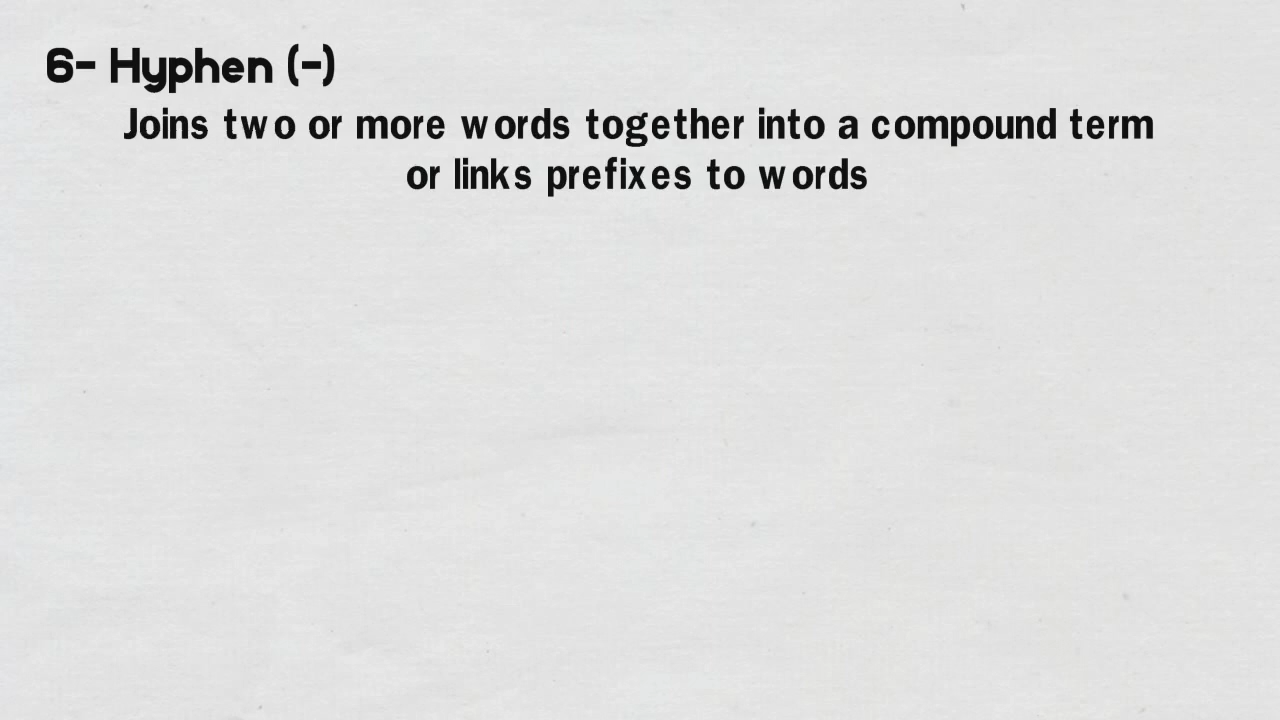 6- Hyphen (-)
Joins two or more words together into a compound term
or links prefixes to words